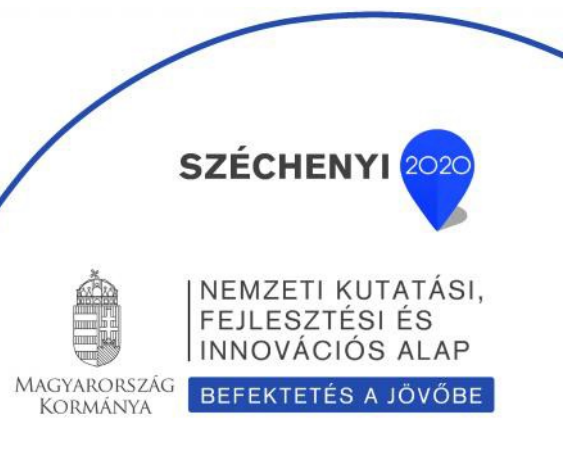 SZÉCHENYI 2020
NEMZETI KUTATÁSI,
FEJLESZTÉSI ÉS
INNOVÁCIÓS ALAP
MAGYARORSZÁG
KORMÁNYA
BEFEKTETÉS A JÖVŐBE